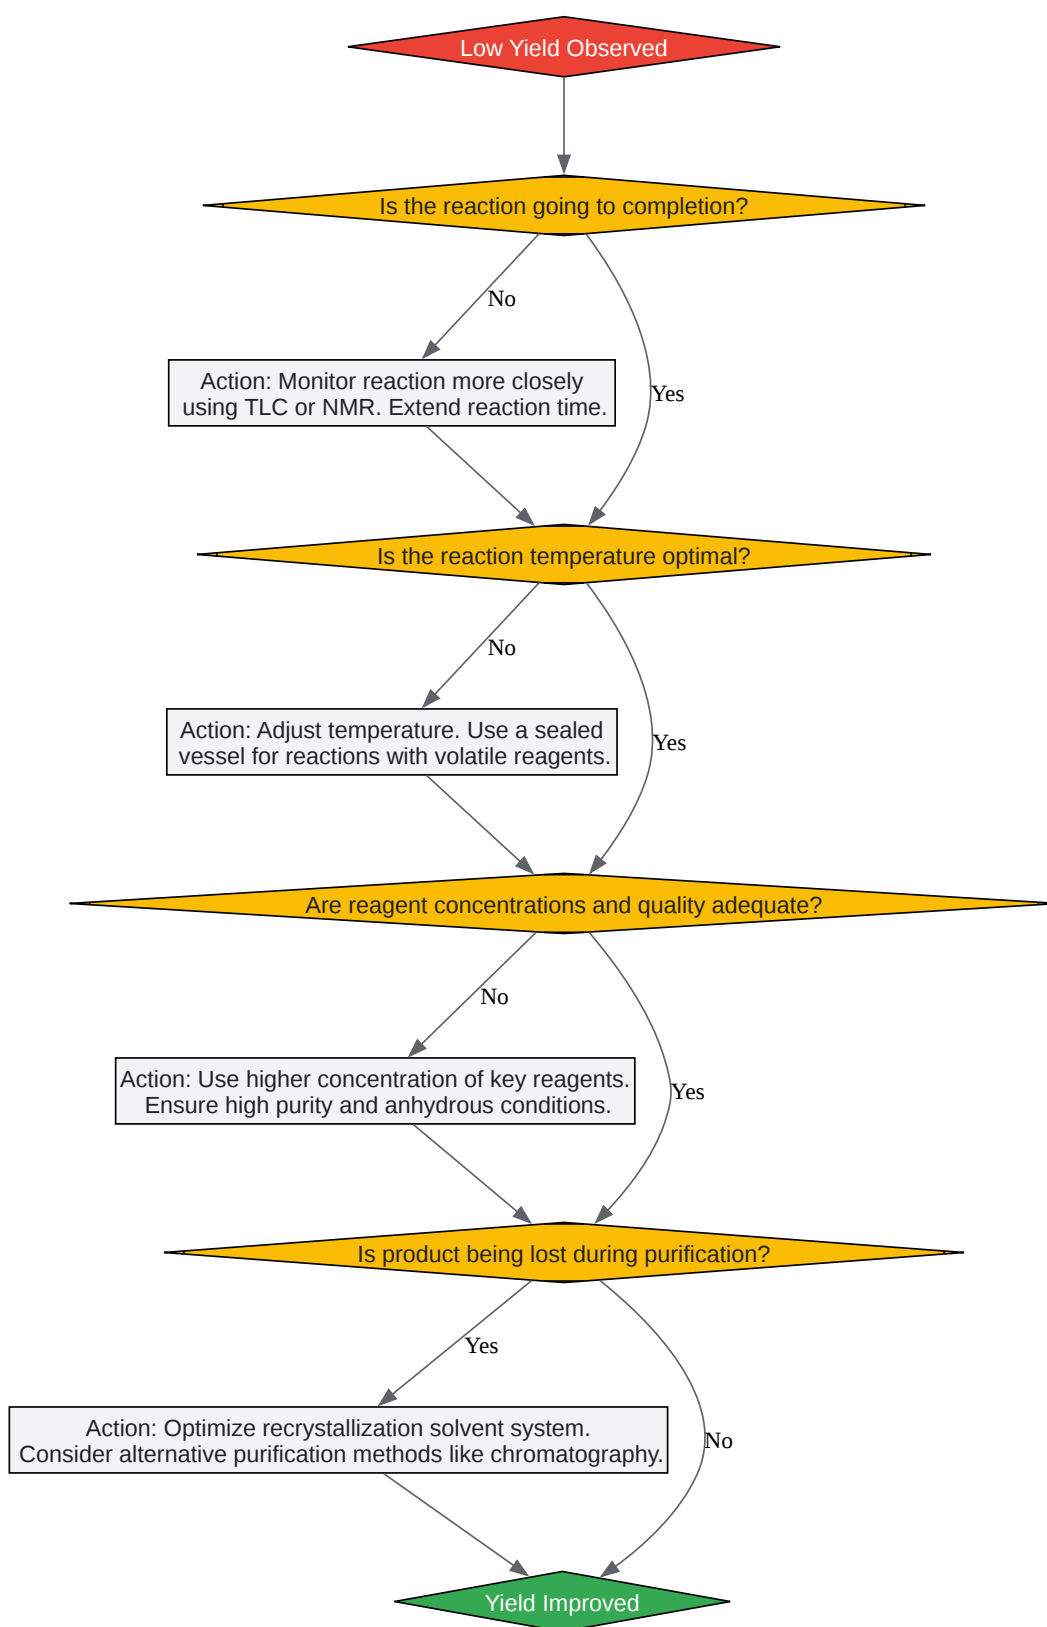 Low Yield Observed
Is the reaction going to completion?
No
Action: Monitor reaction more closely
using TLC or NMR. Extend reaction time.
Yes
Is the reaction temperature optimal?
No
Action: Adjust temperature. Use a sealed
vessel for reactions with volatile reagents.
Yes
Are reagent concentrations and quality adequate?
No
Action: Use higher concentration of key reagents.
Ensure high purity and anhydrous conditions.
Yes
Is product being lost during purification?
Yes
Action: Optimize recrystallization solvent system.
Consider alternative purification methods like chromatography.
No
Yield Improved